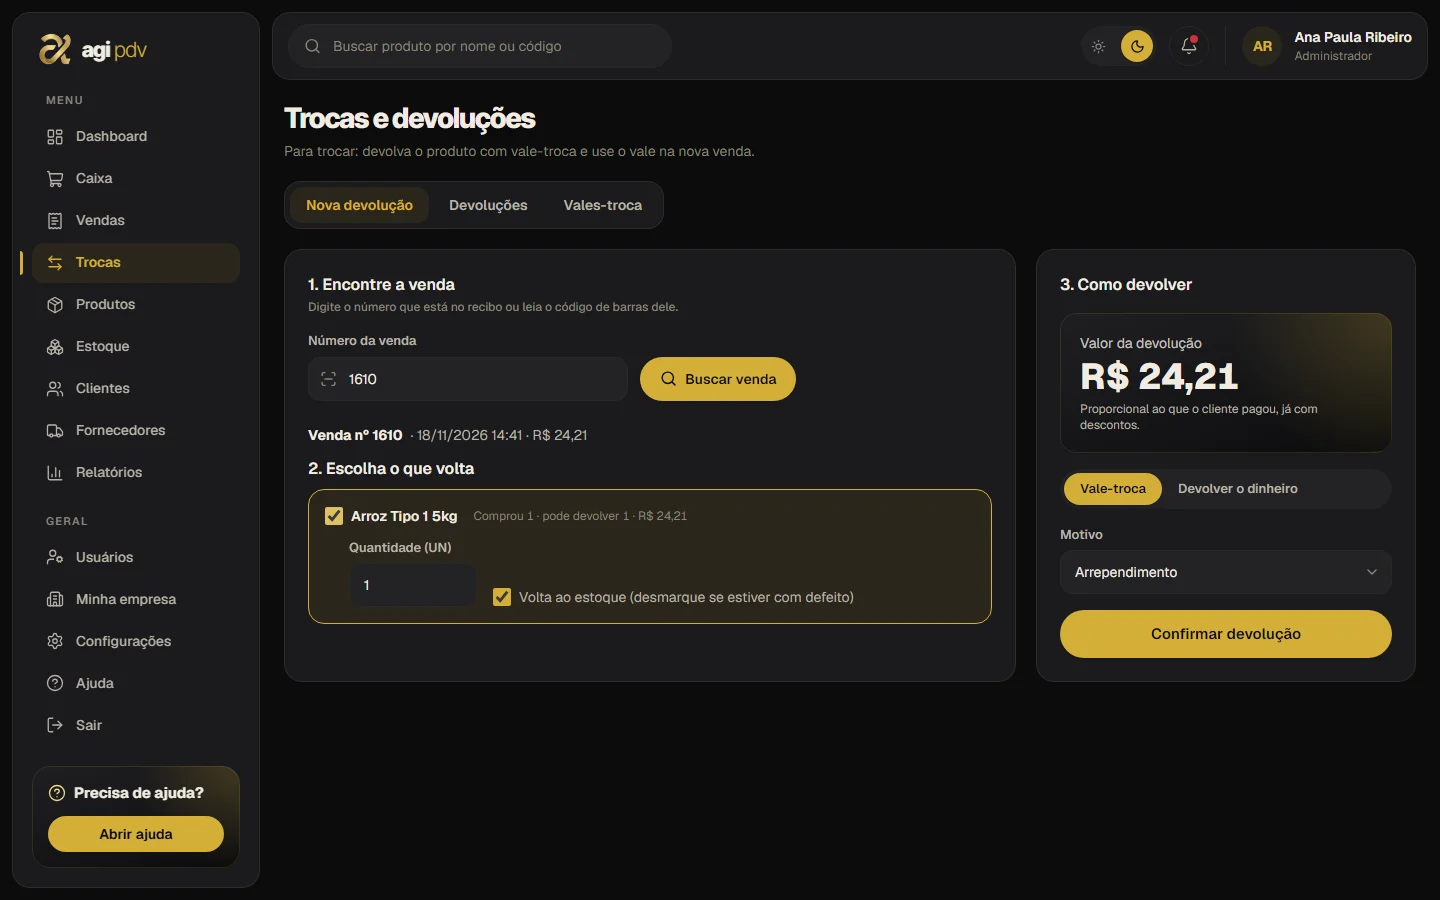 agi pdv
MENU
Dashboard
Caixa
Vendas
Trocas
Produtos
Estoque
Clientes
Fornecedores
Relatórios
GERAL
Usuários
Minha empresa
Configurações
Ajuda
Sair
Precisa de ajuda?
Abrir ajuda
Buscar produto por nome ou código
AR
Ana Paula Ribeiro
Administrador
Trocas e devoluções
Para trocar: devolva o produto com vale-troca e use o vale na nova venda.
Nova devolução
Devoluções
Vales-troca
1. Encontre a venda
Digite o número que está no recibo ou leia o código de barras dele.
Número da venda
1610
Buscar venda
Venda nº 1610 · 18/11/2026 14:41 · R$ 24,21
2. Escolha o que volta
Arroz Tipo 1 5kg Comprou 1 · pode devolver 1 · R$ 24,21
Quantidade (UN)
1
Volta ao estoque (desmarque se estiver com defeito)
3. Como devolver
Valor da devolução
R$ 24,21
Proporcional ao que o cliente pagou, já com
descontos.
Vale-troca
Devolver o dinheiro
Motivo
Arrependimento
Confirmar devolução